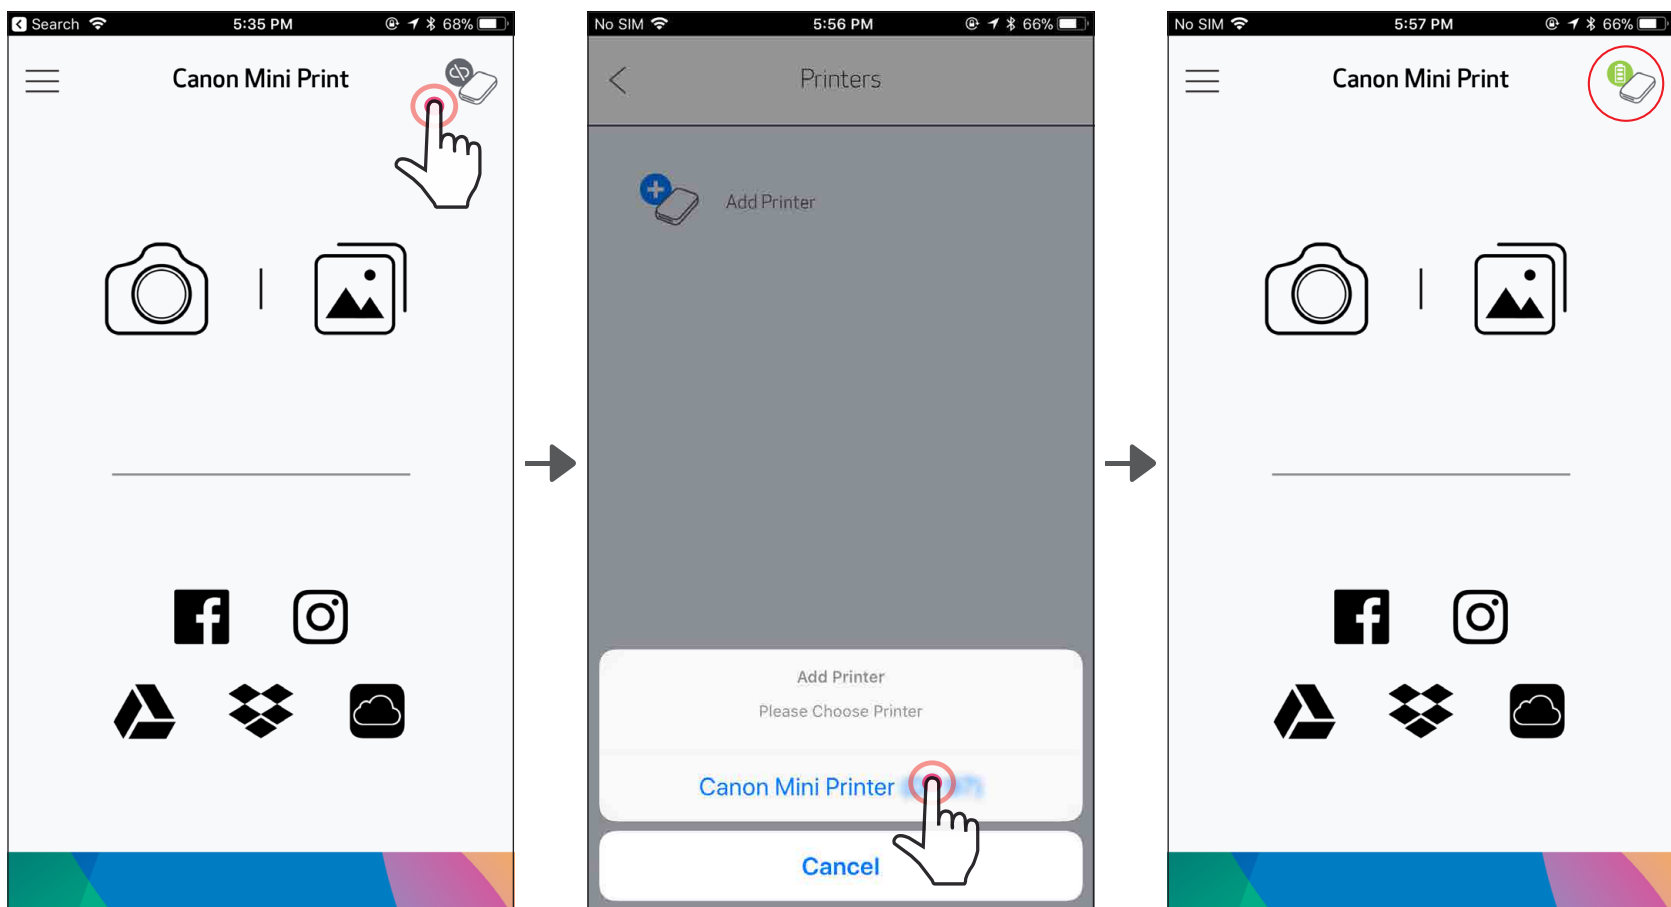 Search 5:35 PM 68%
Canon Mini Print
No SIM 5:56 PM 66%
Printers
Add Printer
Add Printer
Please Choose Printer
Canon Mini Printer
Cancel
No SIM 5:57 PM 66%
Canon Mini Print